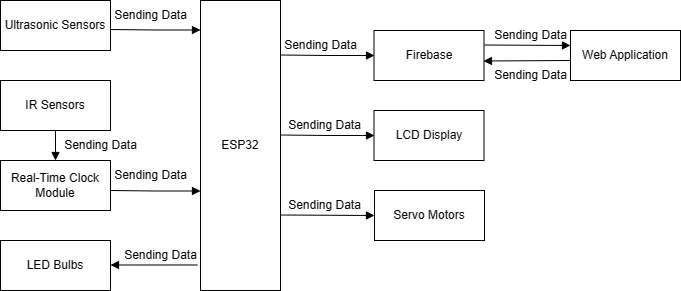 Sending Data
Ultrasonic Sensors
Sending Data
Sending Data
Firebase
Web Application
Sending Data
IR Sensors
Sending Data
LCD Display
Sending Data
ESP32
Real-Time Clock
Module
Sending Data
Sending Data
Servo Motors
Sending Data
LED Bulbs